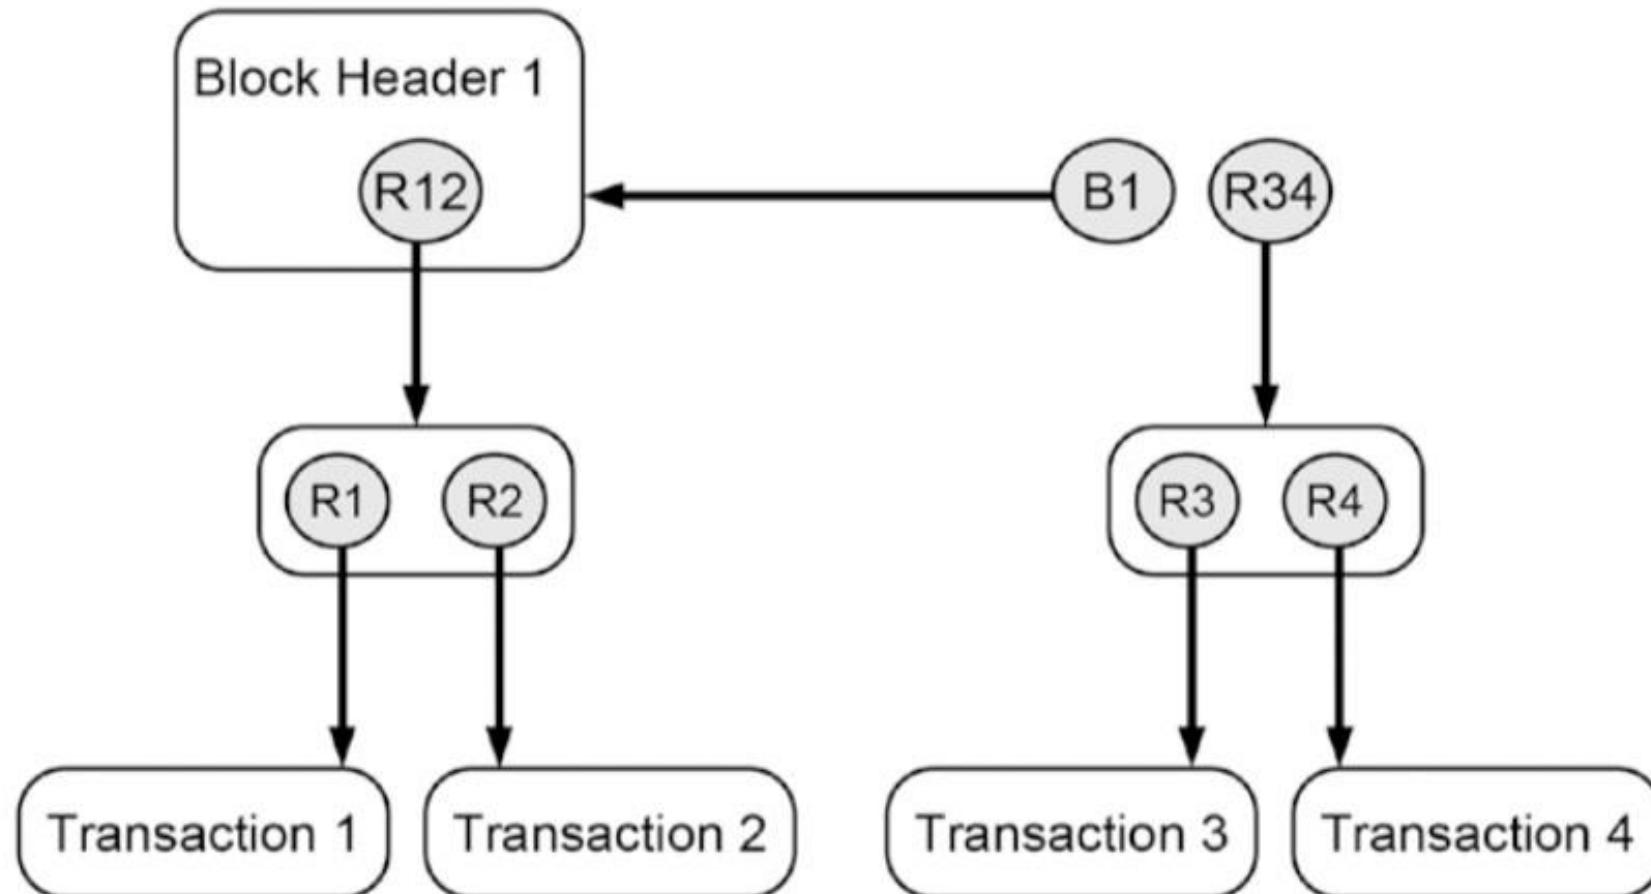 Block Header 1
R12
B1
R34
R1
R2
R3
R4
Transaction 1
Transaction 2
Transaction 3
Transaction 4